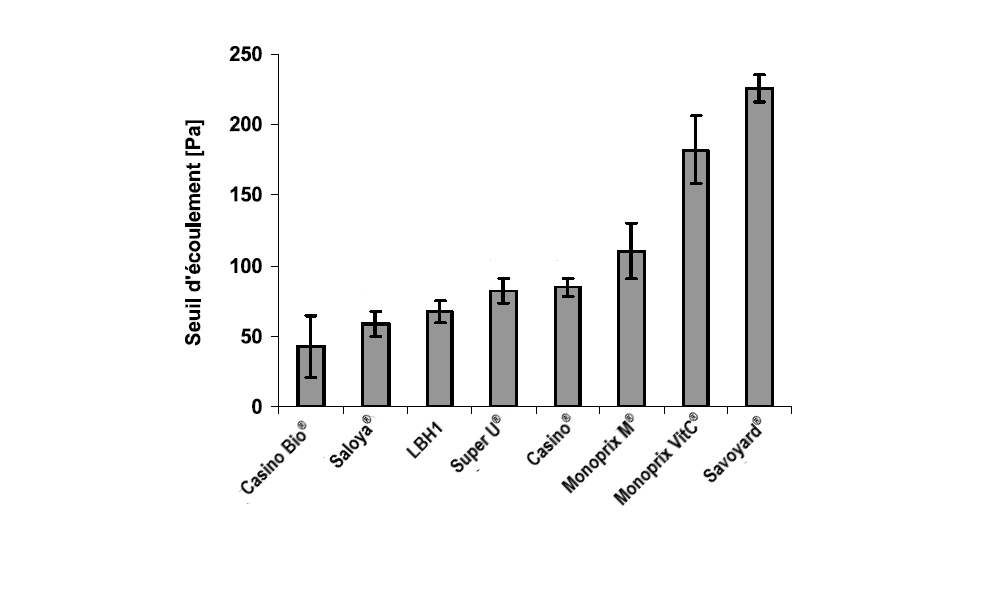 250
200
150
100
50
0
Seuil d'écoulement [Pa]
Casino Bio®
Saloya®
LBH1
Super U®
Casino®
Monoprix M®
Monoprix VitC®
Savoyard®